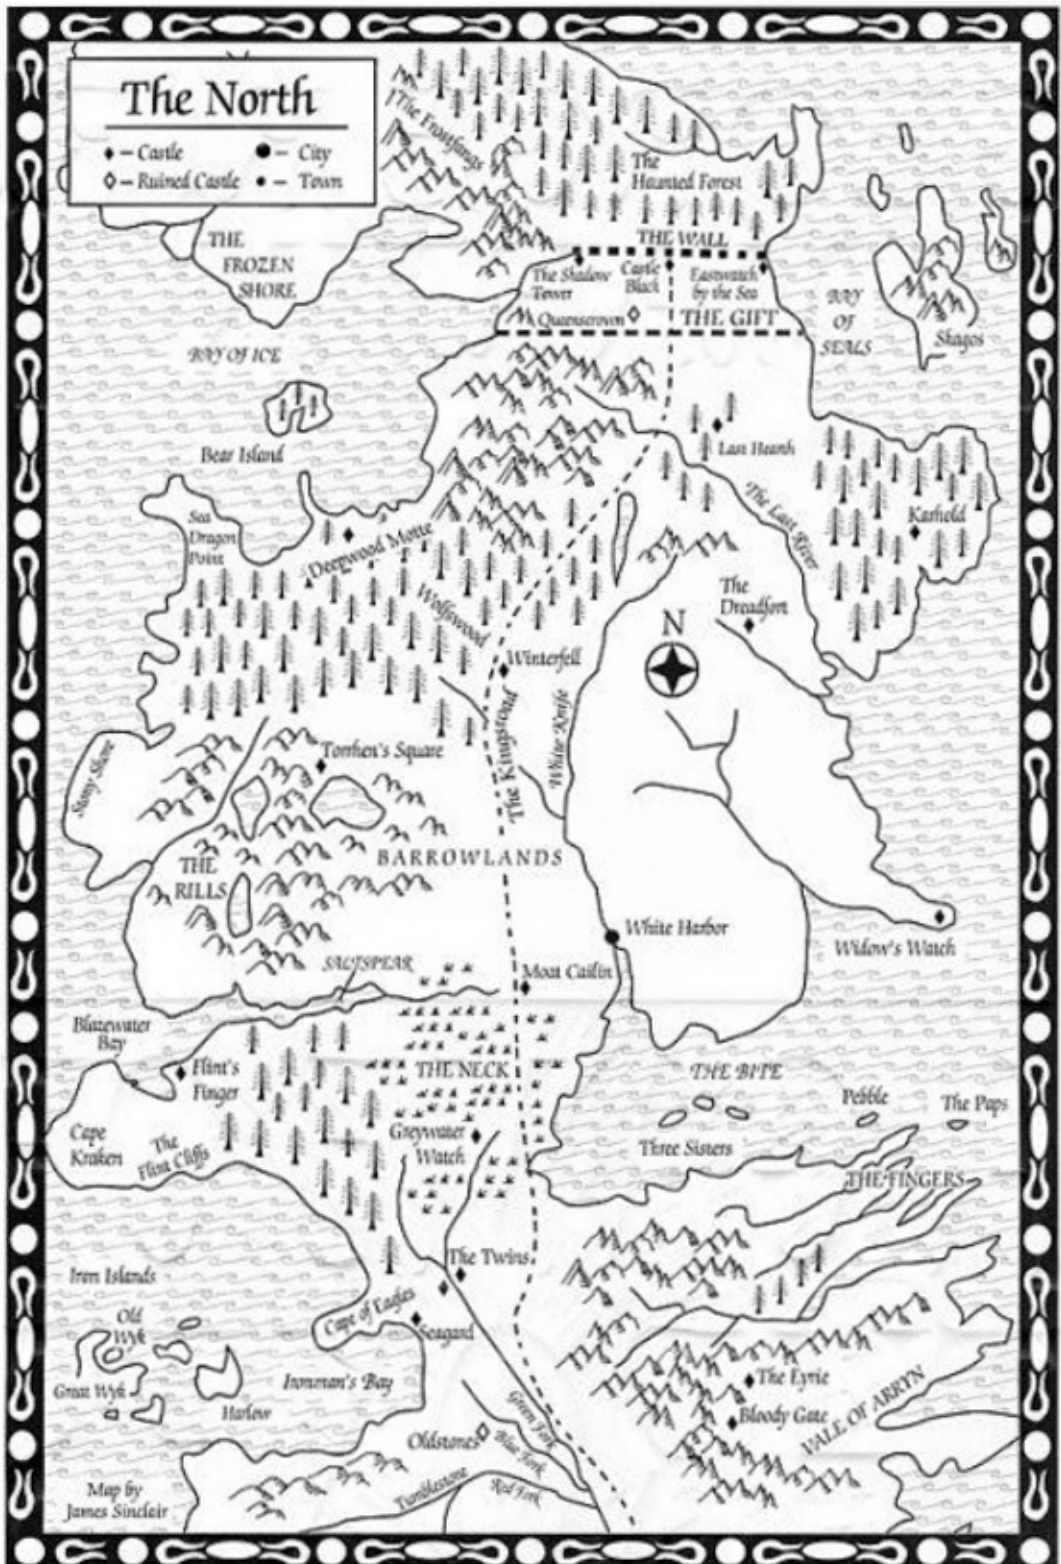 The North
– Castle
– City
– Ruined Castle
– Town
The Frostfangs
The
Haunted Forest
THE
FROZEN
SHORE
THE WALL
The Shadow
Tower
Castle
Black
Eastwatch
by the Sea
Queenscrown
THE GIFT
BAY
OF
SEALS
Skagos
BAY OF ICE
Bear Island
Last Hearth
Sea
Dragon
Point
Deepwood Motte
The Last River
Karhold
Wolfswood
The
Dreadfort
N
Winterfell
Stony Shore
Torrhen's Square
The Kingsroad
White Knife
THE
RILLS
BARROWLANDS
White Harbor
Widow's Watch
SALTSPEAR
Moat Cailin
Blazewater
Bay
Flint's
Finger
THE NECK
THE BITE
Pebble
The Paps
Cape
Kraken
The
Flint Cliffs
Greywater
Watch
Three Sisters
THE FINGERS
The Twins
Iron Islands
Old
Wyk
Cape of Eagles
Seagard
Great Wyk
Harlow
Ironman's Bay
The Eyrie
Bloody Gate
VALE OF ARRYN
Green Fork
Blue Fork
Oldstones
Red Fork
Tumblestone
Map by
James Sinclair